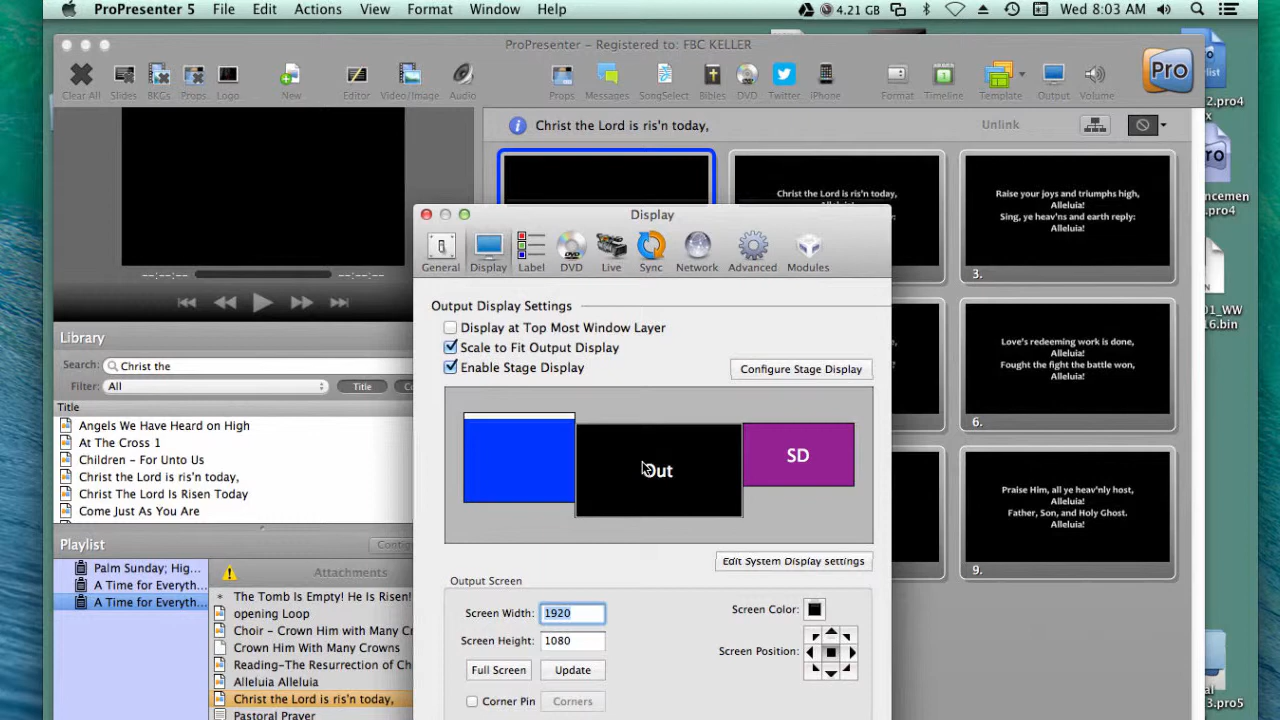 ProPresenter 5 File Edit Actions View Format Window Help 4.21 GB Wed 8:03 AM
ProPresenter – Registered to: FBC KELLER
Clear All Slides BKGs Props Logo New Editor Video/Image Audio Props Messages SongSelect Bibles DVD Twitter iPhone Format Timeline Template Output Volume
Pro
list
2.pro4
x
Christ the Lord is ris'n today, Unlink
Christ the Lord is ris'n today,
Raise your joys and triumphs high,
Alleluia!
Sing, ye heav'ns and earth reply:
Alleluia!
3.
ncemen
.pro4
--:--:-- --:--:--
Display
General Display Label DVD Live Sync Network Advanced Modules
Output Display Settings
Display at Top Most Window Layer
Scale to Fit Output Display
Enable Stage Display
Configure Stage Display
Out
SD
Edit System Display settings
Output Screen
Screen Width: 1920
Screen Height: 1080
Full Screen Update
Corner Pin Corners
Screen Color:
Screen Position:
Love's redeeming work is done,
Alleluia!
Fought the fight the battle won,
Alleluia!
6.
Praise Him, all ye heav'nly host,
Alleluia!
Father, Son, and Holy Ghost.
Alleluia!
9.
01_WW
16.bin
3.pro5
Library
Search: Christ the
Filter: All Title
Title
Angels We Have Heard on High
At The Cross 1
Children - For Unto Us
Christ the Lord is ris'n today,
Christ The Lord Is Risen Today
Come Just As You Are
Playlist
Palm Sunday; Hig...
A Time for Everyth...
A Time for Everyth...
Attachments
The Tomb Is Empty! He Is Risen!
opening Loop
Choir - Crown Him with Many Cr
Crown Him With Many Crowns
Reading-The Resurrection of Ch
Alleluia Alleluia
Christ the Lord is ris'n today,
Pastoral Prayer